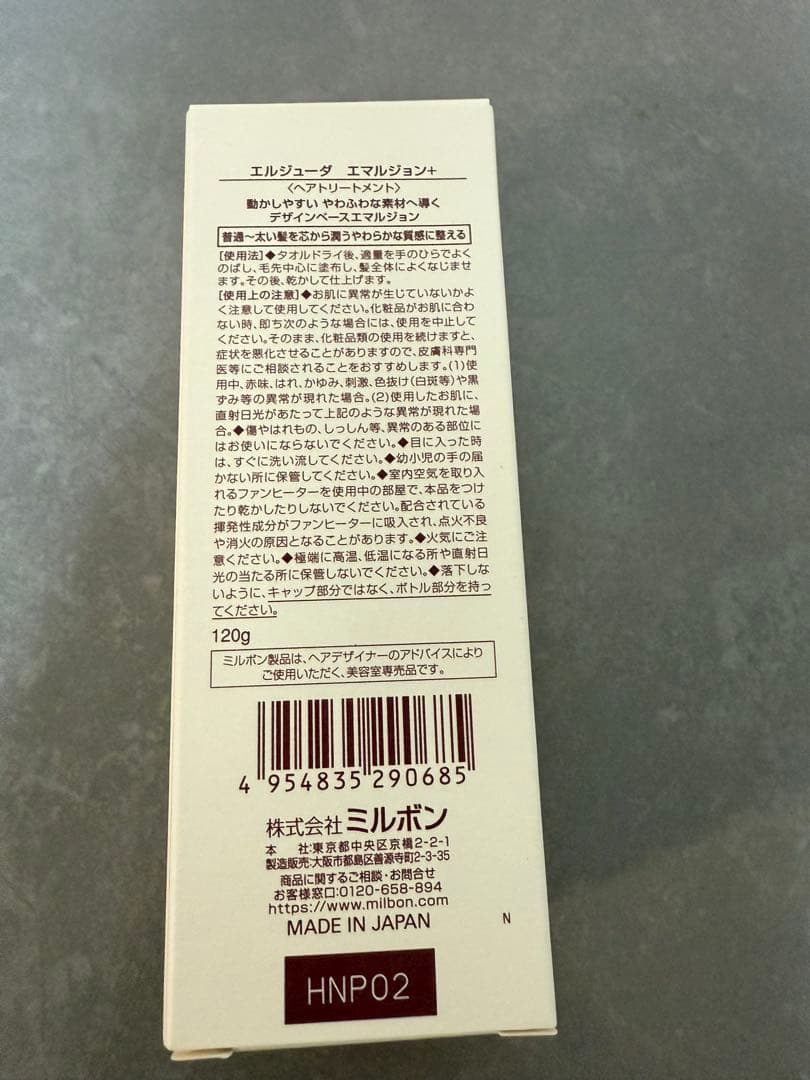 エルジューダ エマルジョン+
〈ヘアトリートメント〉
動かしやすい やわふわな素材へ導く
デザインベースエマルジョン
普通〜太い髪を芯から潤うやわらかな質感に整える
[使用法]◆タオルドライ後、適量を手のひらでよく
のばし、毛先中心に塗布し、髪全体によくなじませ
ます。その後、乾かして仕上げます。
[使用上の注意]◆お肌に異常が生じていないかよ
く注意して使用してください。化粧品がお肌に合わ
ない時、即ち次のような場合には、使用を中止して
ください。そのまま、化粧品類の使用を続けますと、
症状を悪化させることがありますので、皮膚科専門
医等にご相談されることをおすすめします。(1)使
用中、赤味、はれ、かゆみ、刺激、色抜け(白斑等)や黒
ずみ等の異常が現れた場合。(2)使用したお肌に、
直射日光があたって上記のような異常が現れた場
合。◆傷やはれもの、しっしん等、異常のある部位に
はお使いにならないでください。◆目に入った時
は、すぐに洗い流してください。◆幼小児の手の届
かない所に保管してください。◆室内空気を取り入
れるファンヒーターを使用中の部屋で、本品をつけ
たり乾かしたりしないでください。配合されている
揮発性成分がファンヒーターに吸入され、点火不良
や消火の原因となることがあります。◆火気にご注
意ください。◆極端に高温、低温になる所や直射日
光の当たる所に保管しないでください。◆落下しな
いように、キャップ部分ではなく、ボトル部分を持っ
てください。
120g
ミルボン製品は、ヘアデザイナーのアドバイスにより
ご使用いただく、美容室専売品です。
4 954835 290685
株式会社 ミルボン
本 社:東京都中央区京橋2-2-1
製造販売:大阪市都島区善源寺町2-3-35
商品に関するご相談・お問合せ
お客様窓口:0120-658-894
https://www.milbon.com
MADE IN JAPAN N
HNP02